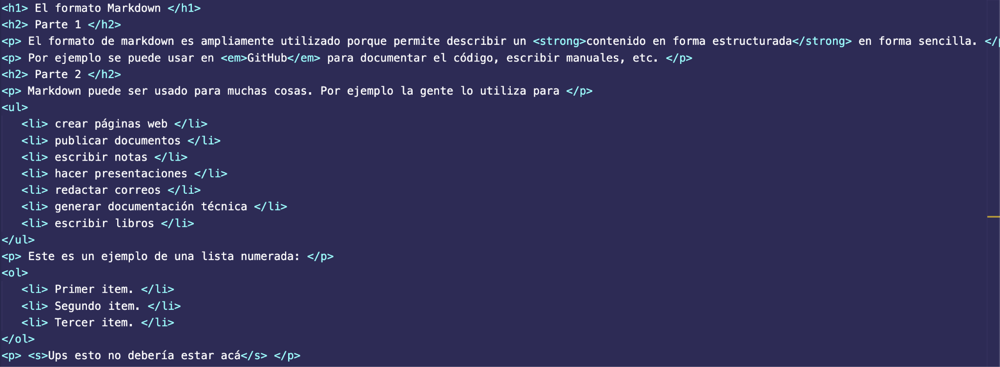 <h1> El formato Markdown </h1>
<h2> Parte 1 </h2>
<p> El formato de markdown es ampliamente utilizado porque permite describir un <strong>contenido en forma estructurada</strong> en forma sencilla. </p
<p> Por ejemplo se puede usar en <em>GitHub</em> para documentar el código, escribir manuales, etc. </p>
<h2> Parte 2 </h2>
<p> Markdown puede ser usado para muchas cosas. Por ejemplo la gente lo utiliza para </p>
<ul>
   <li> crear páginas web </li>
   <li> publicar documentos </li>
   <li> escribir notas </li>
   <li> hacer presentaciones </li>
   <li> redactar correos </li>
   <li> generar documentación técnica </li>
   <li> escribir libros </li>
</ul>
<p> Este es un ejemplo de una lista numerada: </p>
<ol>
   <li> Primer item. </li>
   <li> Segundo item. </li>
   <li> Tercer item. </li>
</ol>
<p> <s>Ups esto no debería estar acá</s> </p>